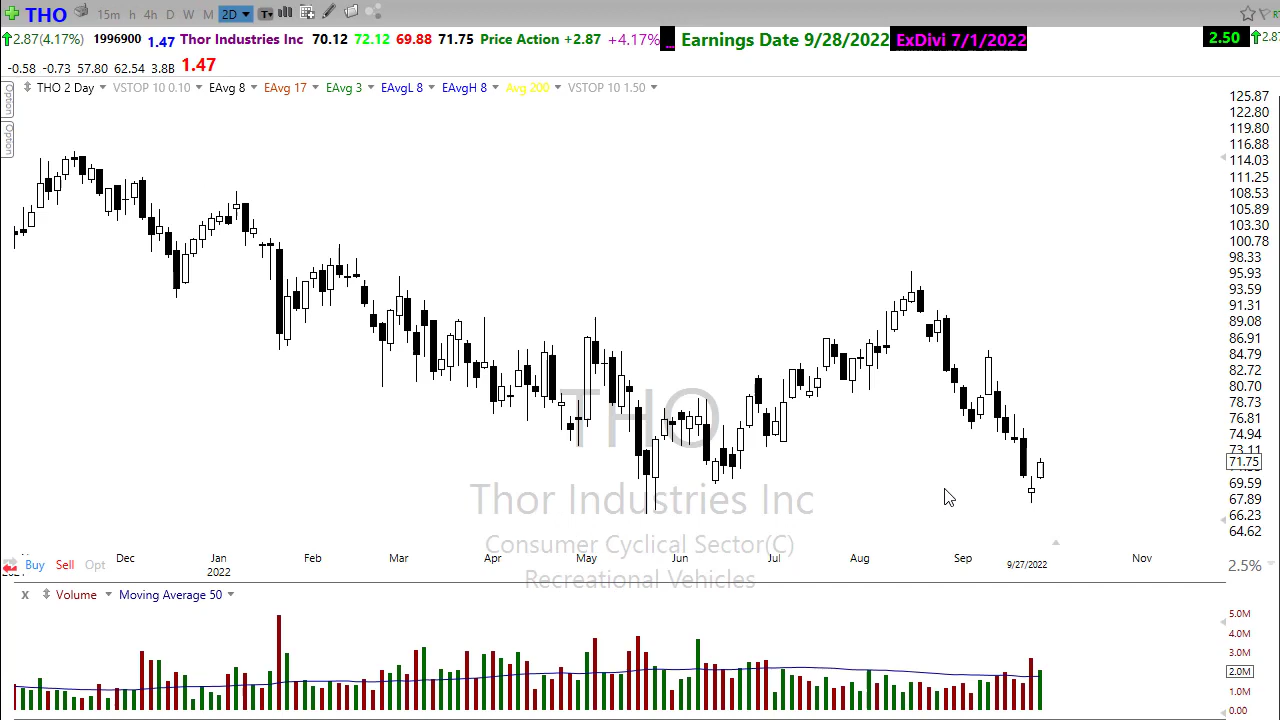 THO 15m h 4h D W M 2D T
2.87(4.17%) 1996900 1.47 Thor Industries Inc 70.12 72.12 69.88 71.75 Price Action +2.87 +4.17% _ Earnings Date 9/28/2022 ExDivi 7/1/2022 2.50
-0.58 -0.73 57.80 62.54 3.8B 1.47
Option
Option
THO 2 Day VSTOP 10 0.10 EAvg 8 EAvg 17 EAvg 3 EAvgL 8 EAvgH 8 Avg 200 VSTOP 10 1.50
125.87
122.80
119.80
116.88
114.03
111.25
108.53
105.89
103.30
100.78
98.33
95.93
93.59
91.31
89.08
86.91
84.79
82.72
80.70
78.73
76.81
74.94
73.11
71.75
69.59
67.89
66.23
64.62
THO
Thor Industries Inc
Consumer Cyclical Sector(C)
Recreational Vehicles
Dec Jan Feb Mar Apr May Jun Jul Aug Sep 9/27/2022 Nov
2022
Buy Sell Opt
2.5%
x Volume Moving Average 50
5.0M
4.0M
3.0M
2.0M
1.0M
0.00